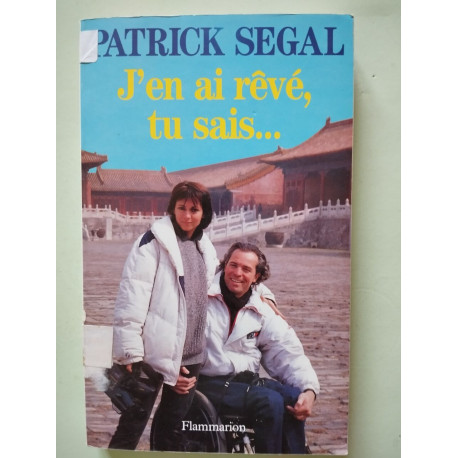 PATRICK SEGAL
J'en ai rêvé,
tu sais...
Flammarion